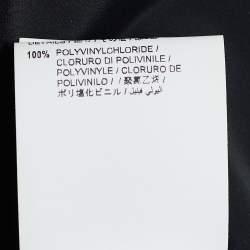 100% POLYVINYLCHLORIDE /
CLORURO DI POLIVINILE /
POLYVINYLE / CLORURO DE
POLIVINILO / / 聚氯乙烯 /
ポリ塩化ビニル / البولي فينيل /